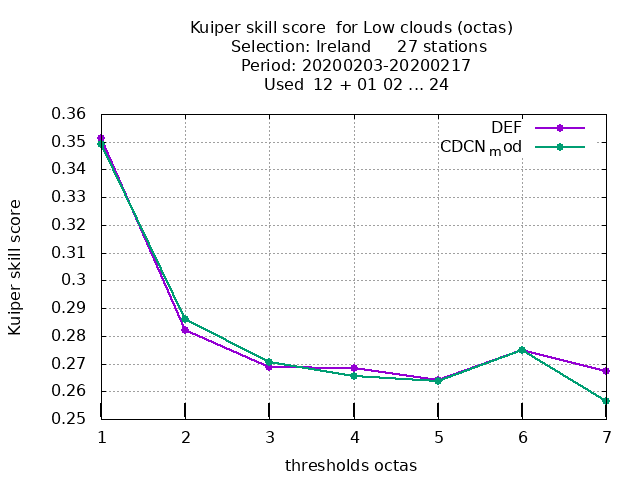 Kuiper skill score  for Low clouds (octas)
Selection: Ireland     27 stations
Period: 20200203-20200217
Used  12 + 01 02 ... 24
DEF
CDCNmod
0.36
0.35
0.34
0.33
0.32
0.31
0.3
0.29
0.28
0.27
0.26
0.25
Kuiper skill score
1 2 3 4 5 6 7
thresholds octas